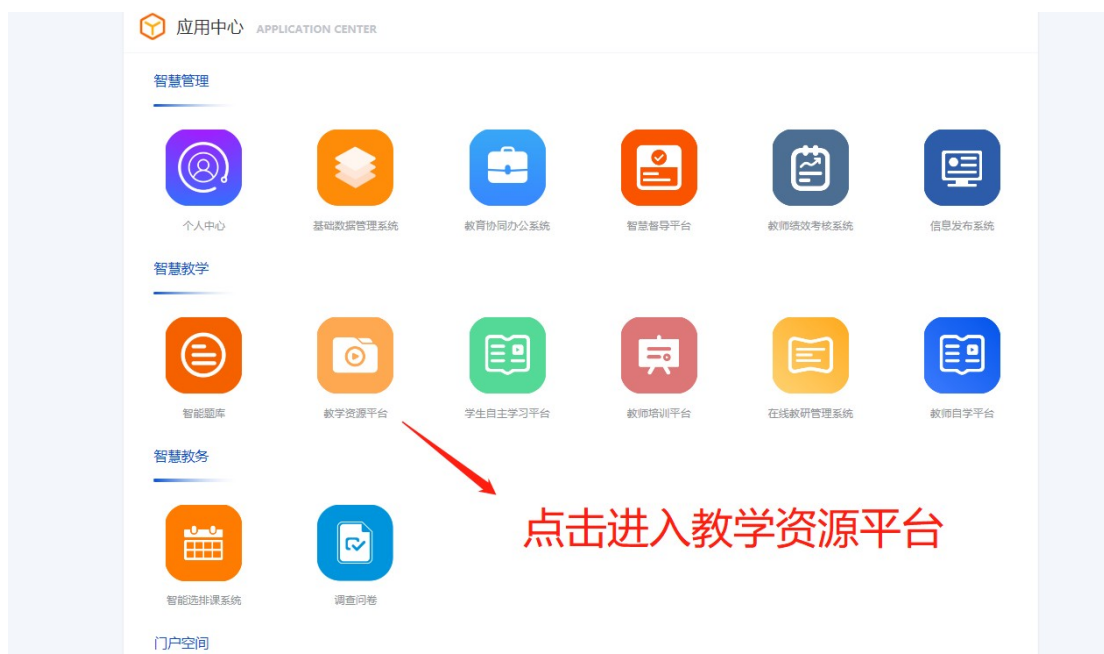 应用中心 APPLICATION CENTER
智慧管理
个人中心 基础数据管理系统 教育协同办公系统 智慧督导平台 教师绩效考核系统 信息发布系统
智慧教学
智能题库 教学资源平台 学生自主学习平台 教师培训平台 在线教研管理系统 教师自学平台
智慧教务
点击进入教学资源平台
智能选排课系统 调查问卷
门户空间